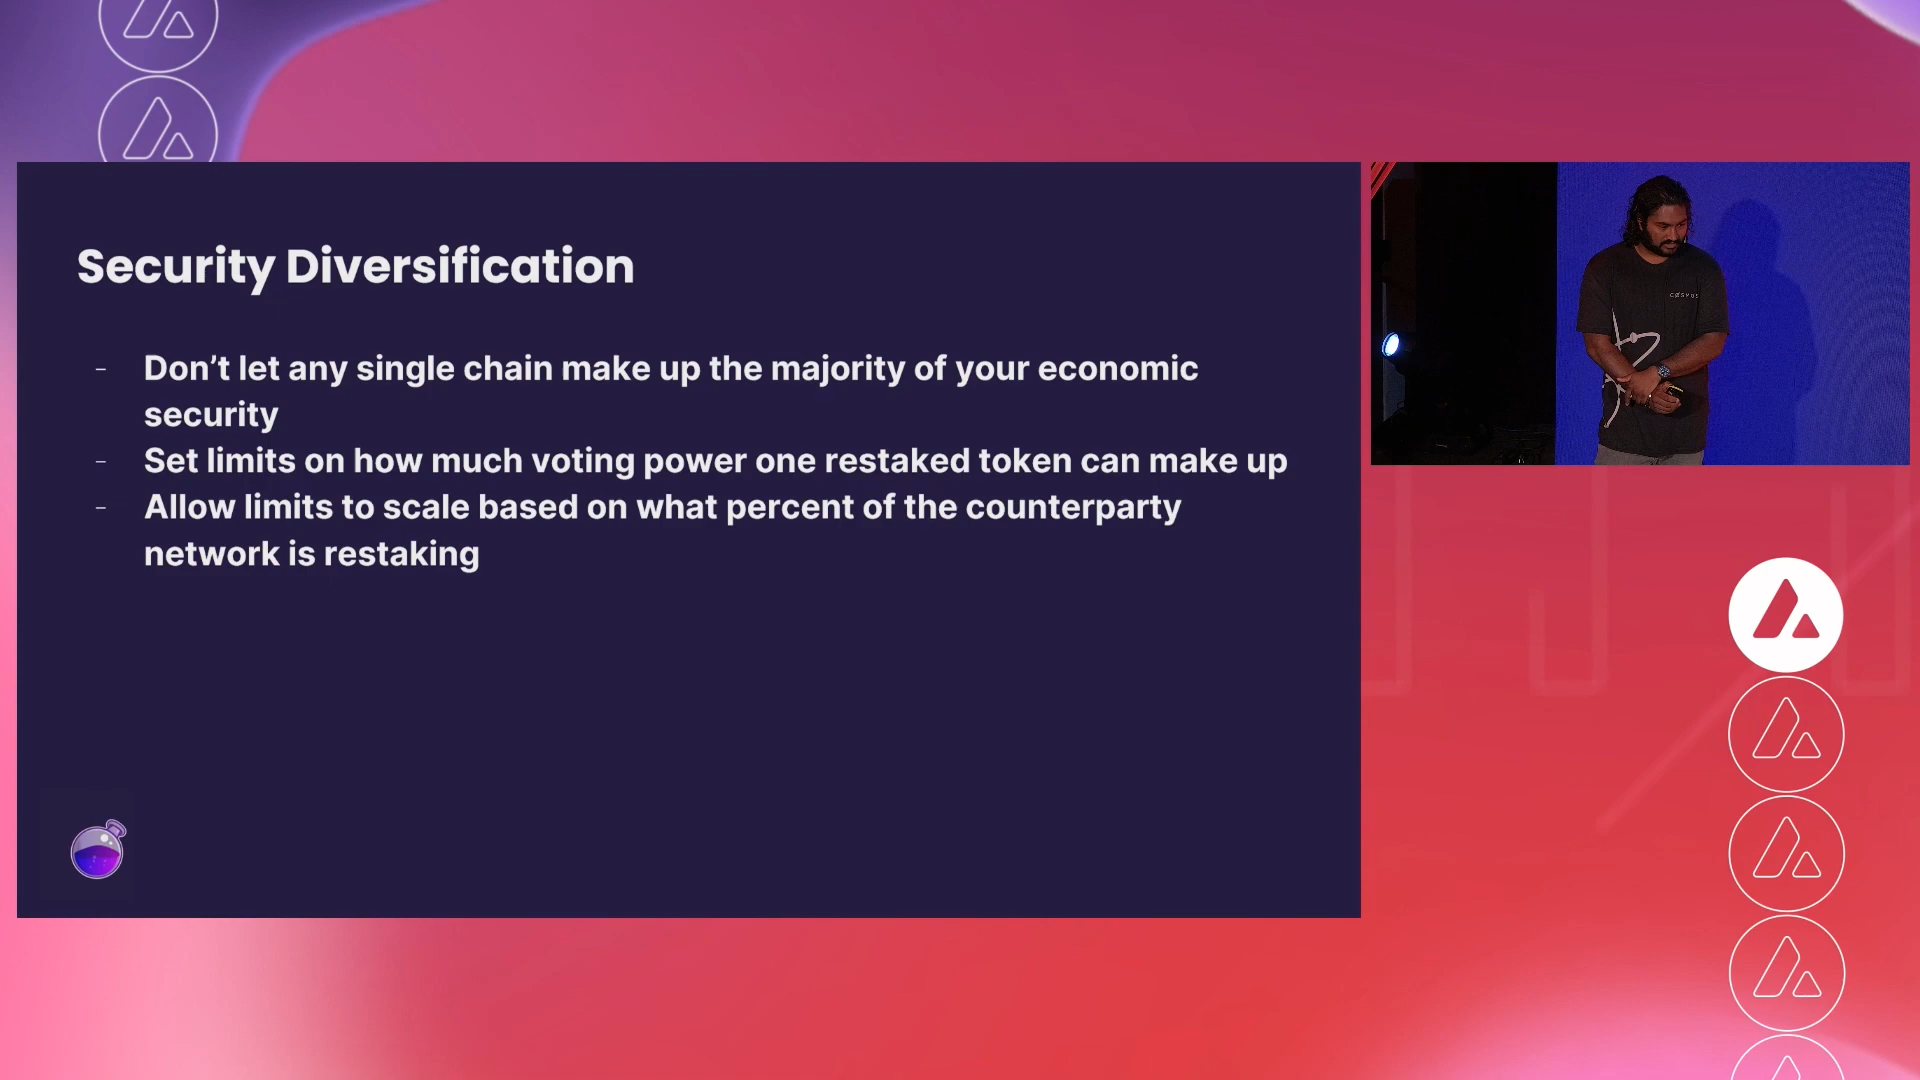 Security Diversification
- Don’t let any single chain make up the majority of your economic
security
- Set limits on how much voting power one restaked token can make up
- Allow limits to scale based on what percent of the counterparty
network is restaking
COSMOS